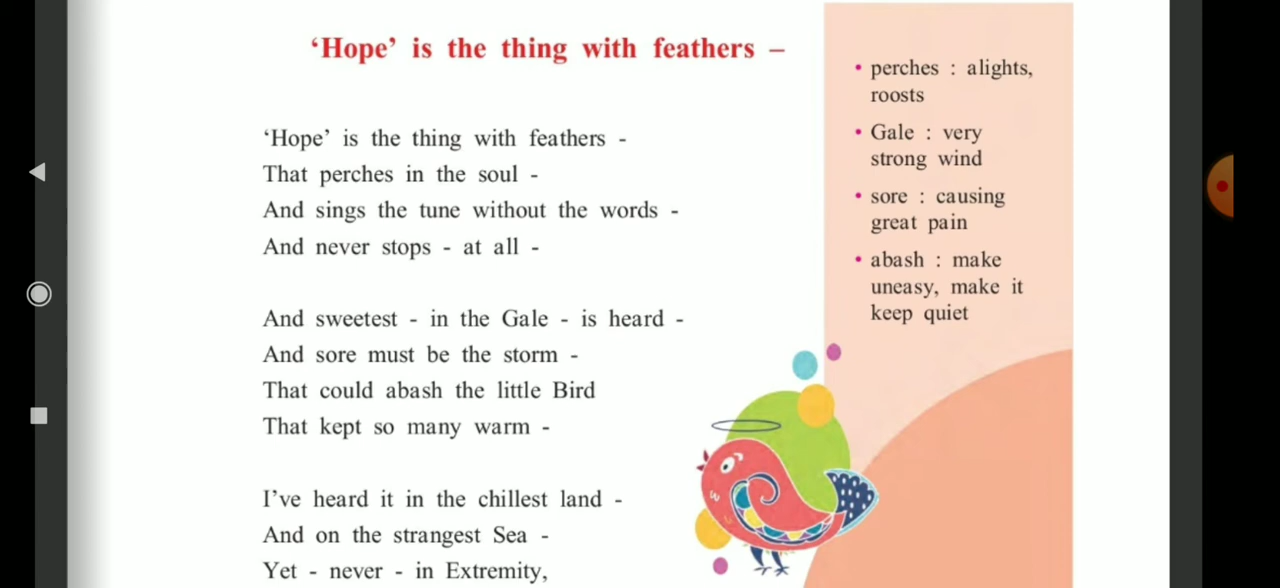 ‘Hope’ is the thing with feathers –
‘Hope’ is the thing with feathers -
That perches in the soul -
And sings the tune without the words -
And never stops - at all -
And sweetest - in the Gale - is heard -
And sore must be the storm -
That could abash the little Bird
That kept so many warm -
I’ve heard it in the chillest land -
And on the strangest Sea -
Yet - never - in Extremity,
• perches : alights,
roosts
• Gale : very
strong wind
• sore : causing
great pain
• abash : make
uneasy, make it
keep quiet